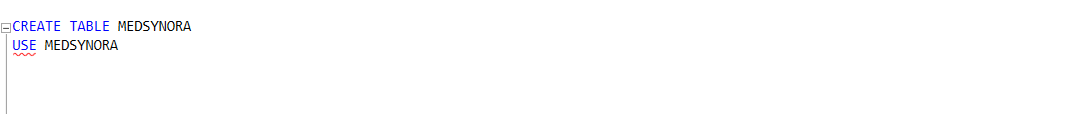 CREATE TABLE MEDSYNORA
USE MEDSYNORA